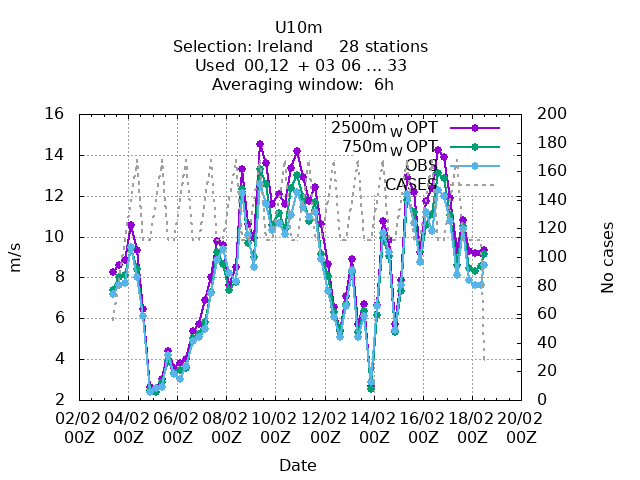 U10m
Selection: Ireland 28 stations
Used 00,12 + 03 06 ... 33
Averaging window: 6h
16 200
180
14 160
12 140
120
10 100
8 80
6 60
4 40
20
2 0
2500m_W OPT
750m_W OPT
OBS
CASES
m/s
No cases
02/02 04/02 06/02 08/02 10/02 12/02 14/02 16/02 18/02 20/02
00Z 00Z 00Z 00Z 00Z 00Z 00Z 00Z 00Z 00Z
Date